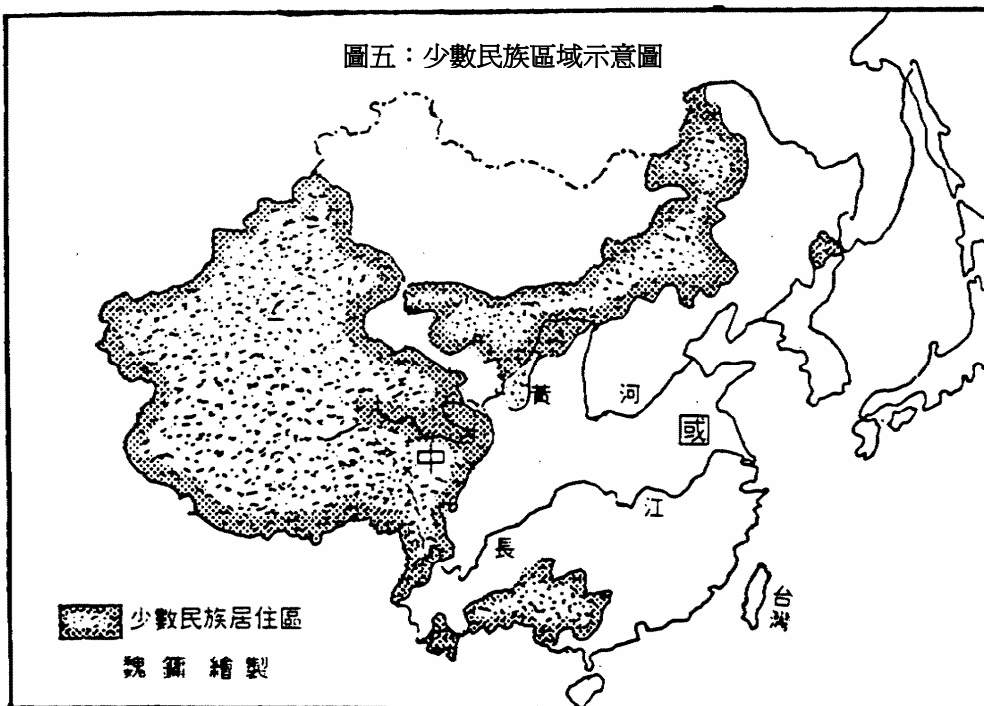 圖五：少數民族區域示意圖
黃河
中國
長江
台灣
少數民族居住區
魏鏞 繪製